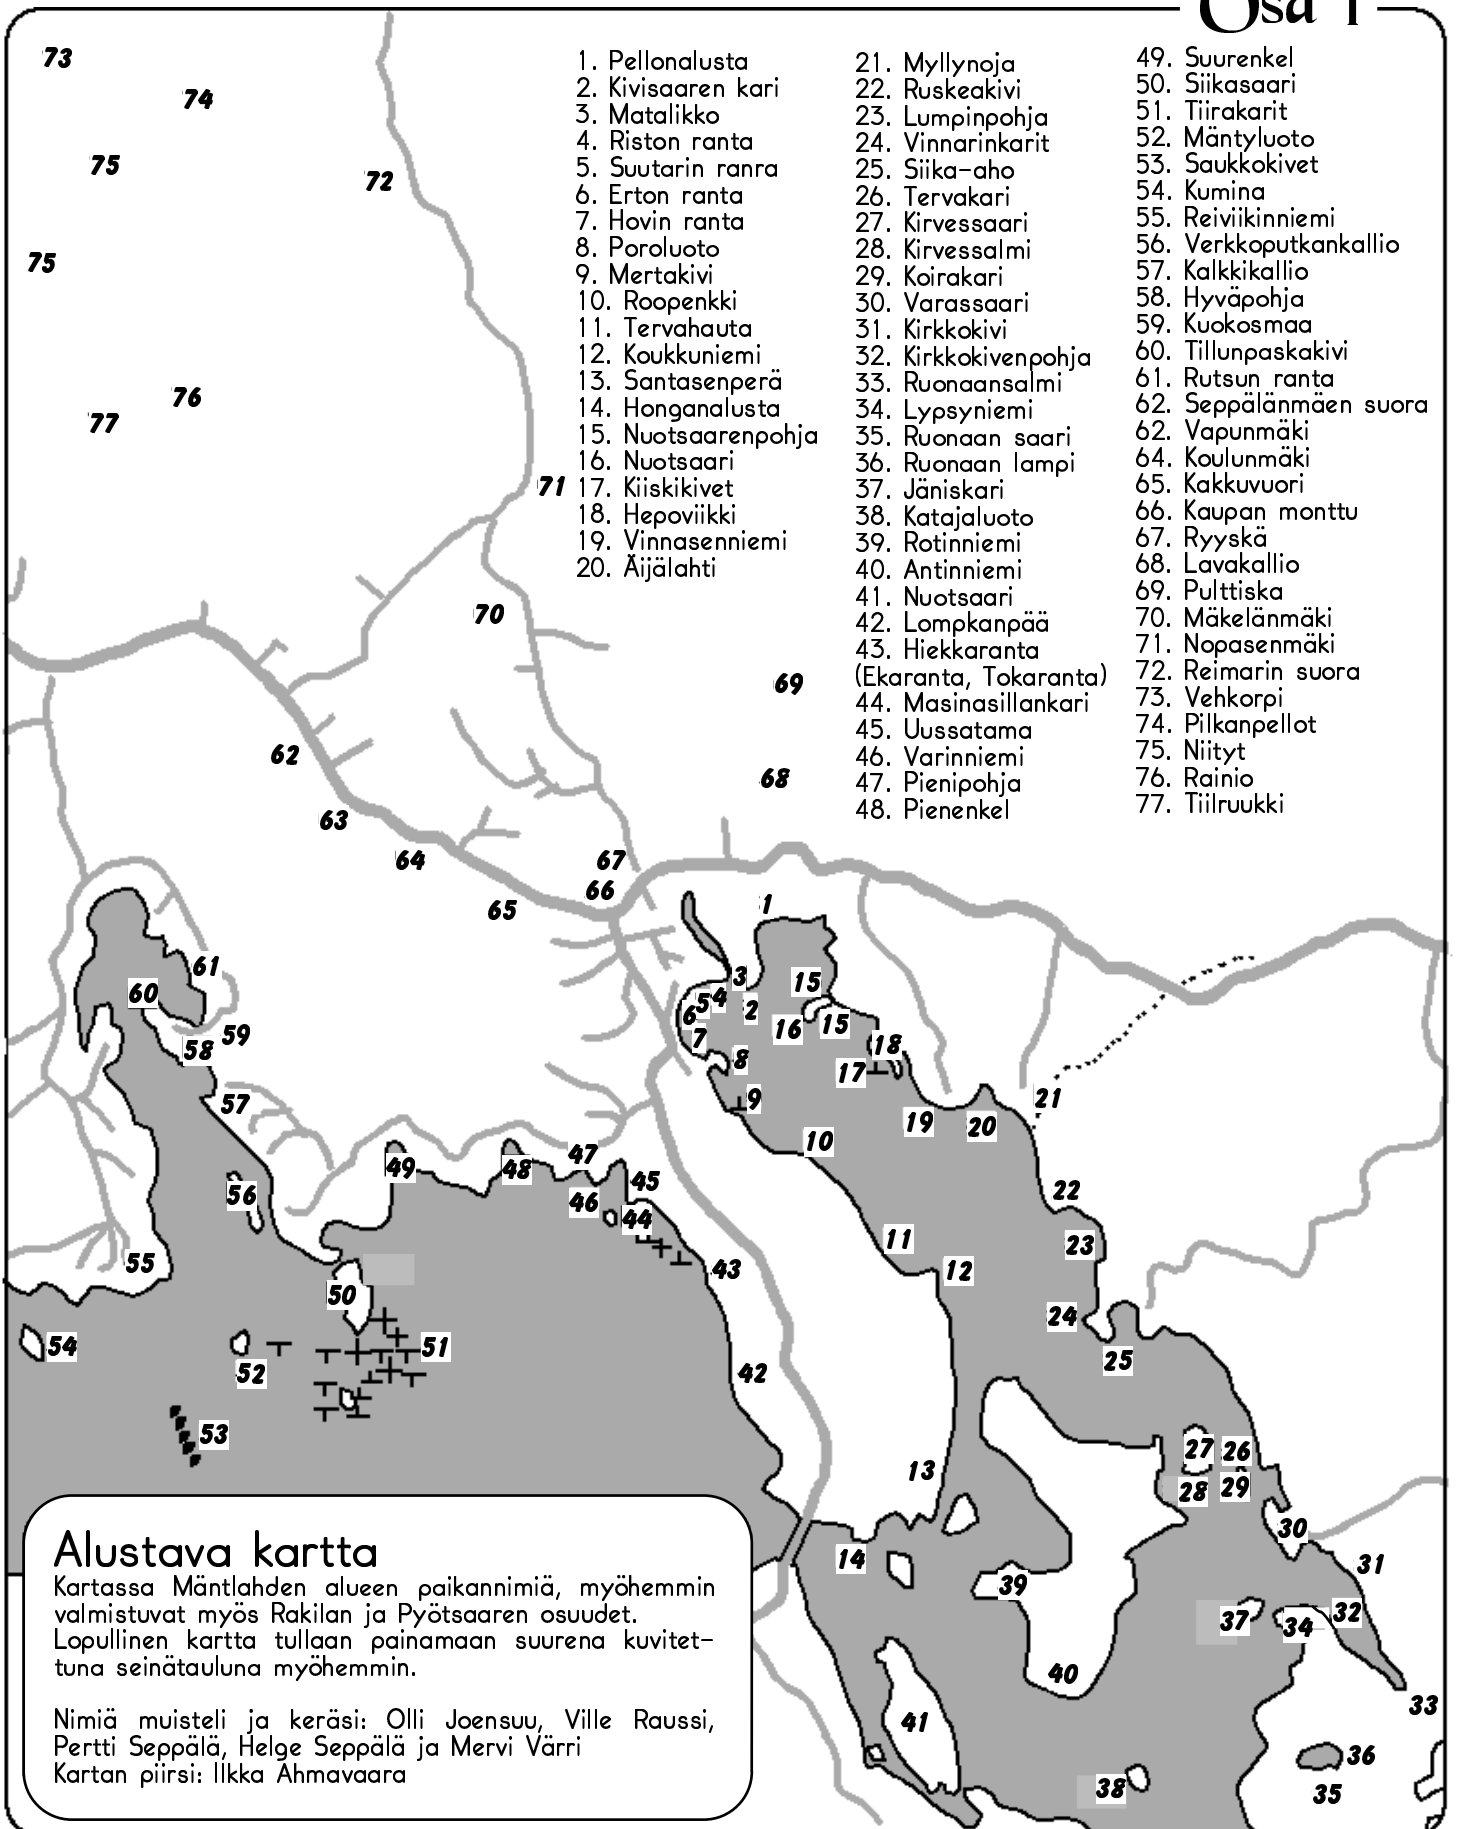 Osa 1
1. Pellonalusta
2. Kivisaaren kari
3. Matalikko
4. Riston ranta
5. Suutarin ranra
6. Erton ranta
7. Hovin ranta
8. Poroluoto
9. Mertakivi
10. Roopenkki
11. Tervahauta
12. Koukkuniemi
13. Santasenperä
14. Honganalusta
15. Nuotsaarenpohja
16. Nuotsaari
17. Kiiskikivet
18. Hepoviikki
19. Vinnasenniemi
20. Äijälahti
21. Myllynoja
22. Ruskeakivi
23. Lumpinpohja
24. Vinnarinkarit
25. Siika-aho
26. Tervakari
27. Kirvessaari
28. Kirvessalmi
29. Koirakari
30. Varassaari
31. Kirkkokivi
32. Kirkkokivenpohja
33. Ruonaansalmi
34. Lypsyniemi
35. Ruonaan saari
36. Ruonaan lampi
37. Jäniskari
38. Katajaluoto
39. Rotinniemi
40. Antinniemi
41. Nuotsaari
42. Lompkanpää
43. Hiekkaranta
(Ekaranta, Tokaranta)
44. Masinasillankari
45. Uussatama
46. Varinniemi
47. Pienipohja
48. Pienenkel
49. Suurenkel
50. Siikasaari
51. Tiirakarit
52. Mäntyluoto
53. Saukkokivet
54. Kumina
55. Reiviikinniemi
56. Verkkoputkankallio
57. Kalkkikallio
58. Hyväpohja
59. Kuokosmaa
60. Tillunpaskakivi
61. Rutsun ranta
62. Seppälänmäen suora
62. Vapunmäki
64. Koulunmäki
65. Kakkuvuori
66. Kaupan monttu
67. Ryyskä
68. Lavakallio
69. Pulttiska
70. Mäkelänmäki
71. Nopasenmäki
72. Reimarin suora
73. Vehkorpi
74. Pilkanpellot
75. Niityt
76. Rainio
77. Tiilruukki
73
74
75
72
75
76
77
71
70
69
62
68
63
64
67
66
65
1
61
3
15
60
4
5
2
6
16
15
59
7
18
58
8
17
9
57
21
19
20
10
47
49
48
45
22
56
46
44
11
23
55
43
12
50
24
54
51
25
52
42
53
27
26
13
28
29
30
14
31
39
37
34
32
40
33
41
36
38
35
Alustava kartta
Kartassa Mäntlahden alueen paikannimiä, myöhemmin
valmistuvat myös Rakilan ja Pyötsaaren osuudet.
Lopullinen kartta tullaan painamaan suurena kuvitet-
tuna seinätauluna myöhemmin.
Nimiä muisteli ja keräsi: Olli Joensuu, Ville Raussi,
Pertti Seppälä, Helge Seppälä ja Mervi Värri
Kartan piirsi: Ilkka Ahmavaara